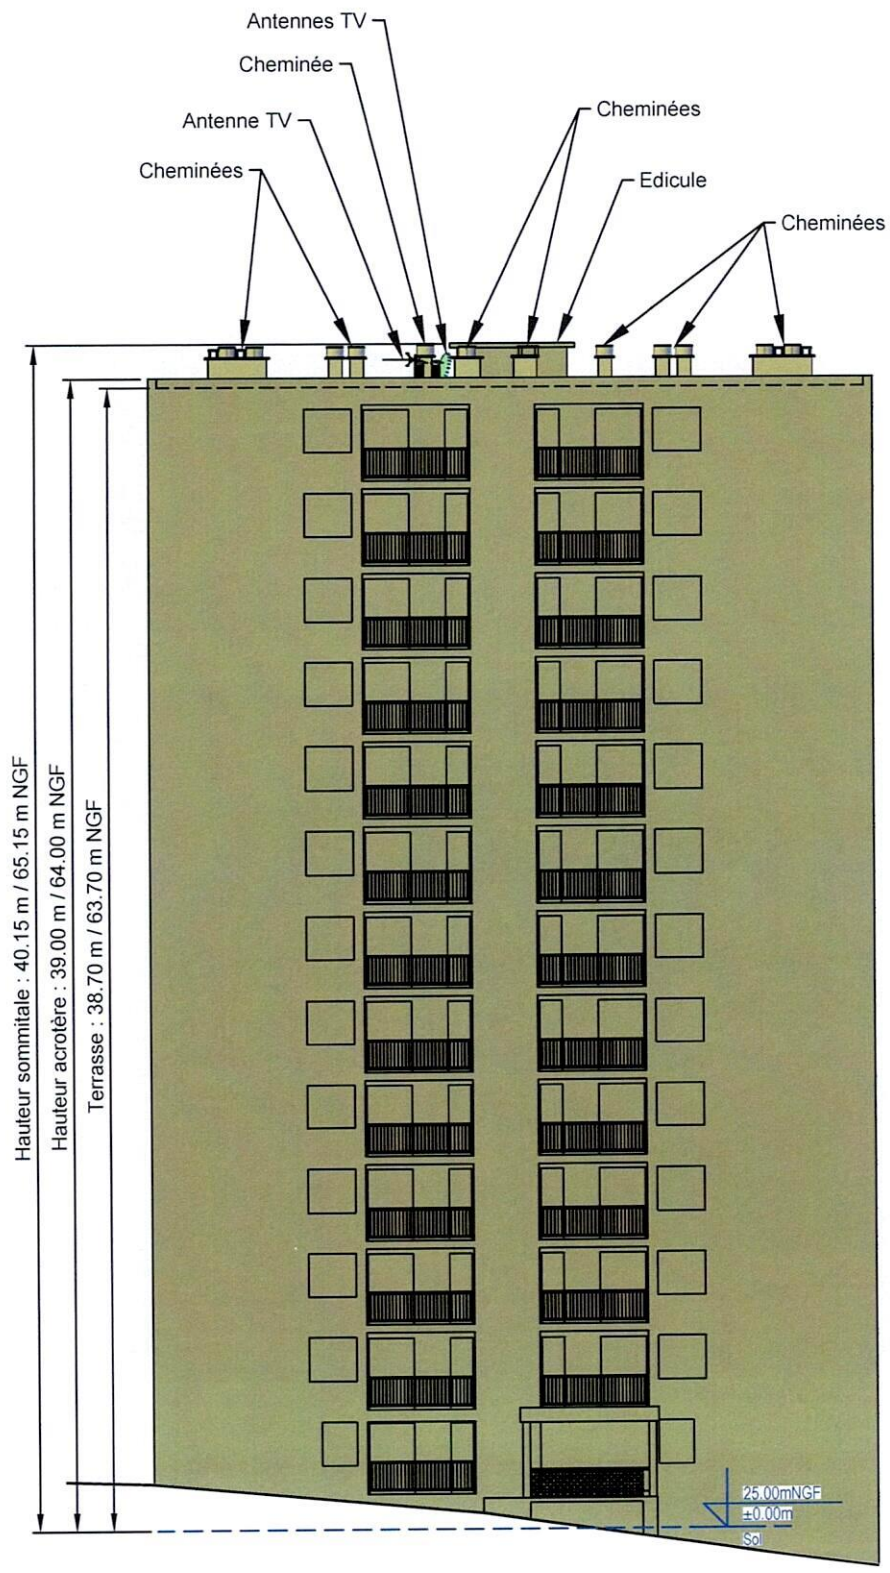 Antennes TV
Cheminée
Antenne TV
Cheminées
Cheminées
Edicule
Cheminées
Hauteur sommitale : 40.15 m / 65.15 m NGF
Hauteur acrotère : 39.00 m / 64.00 m NGF
Terrasse : 38.70 m / 63.70 m NGF
25.00mNGF
±0.00m
Sol